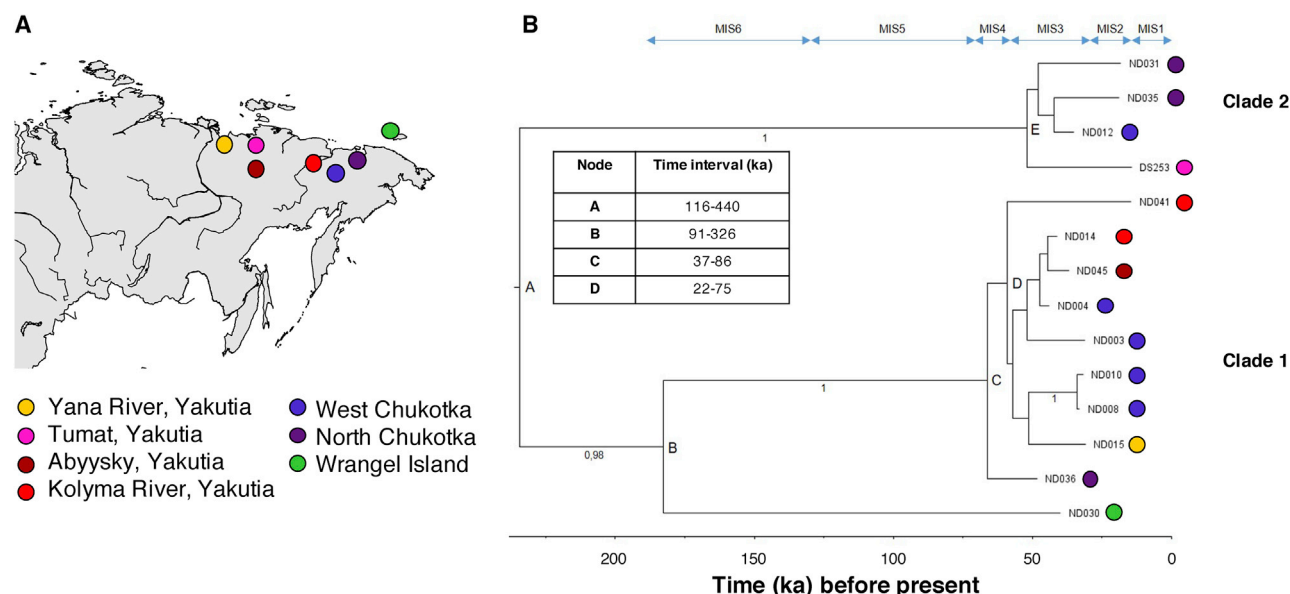 A
Yana River, Yakutia
Tumat, Yakutia
Abyysky, Yakutia
Kolyma River, Yakutia
West Chukotka
North Chukotka
Wrangel Island
B
MIS6 MIS5 MIS4 MIS3 MIS2 MIS1
ND031
ND035
Clade 2
E
ND012
1
DS253
Node Time interval (ka)
A 116-440
B 91-326
C 37-86
D 22-75
ND041
ND014
ND045
D
A
ND004
ND003
Clade 1
ND010
C
1
1
ND008
ND015
B
0,98
ND036
ND030
200 150 100 50 0
Time (ka) before present